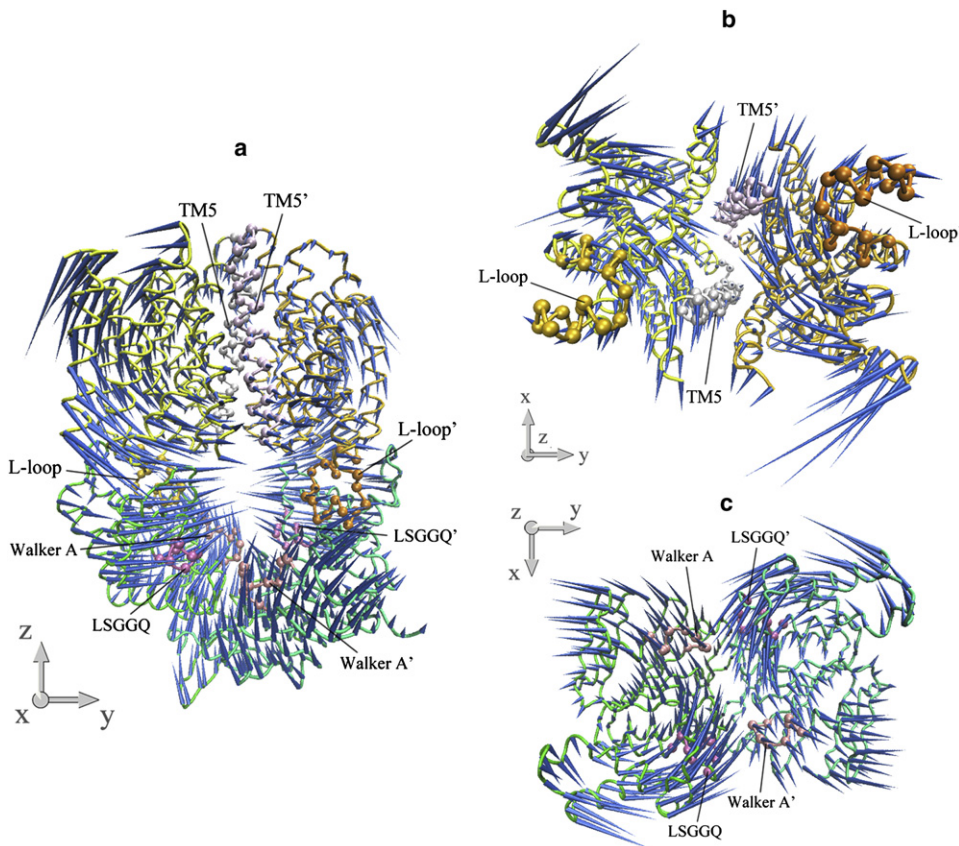 a
TM5
TM5’
L-loop
L-loop’
Walker A
LSGGQ’
LSGGQ
Walker A’
z
x
y
b
TM5’
L-loop
L-loop
TM5
x
z
y
c
z
y
x
Walker A
LSGGQ’
Walker A’
LSGGQ